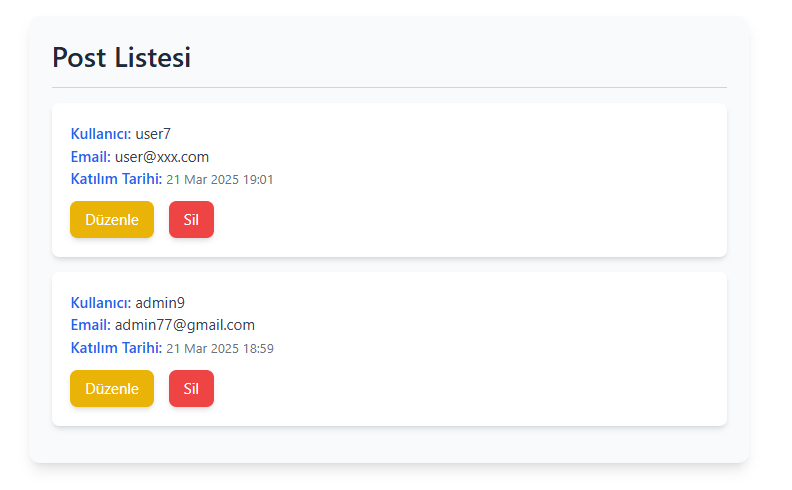 Post Listesi
Kullanıcı: user7
Email: user@xxx.com
Katılım Tarihi: 21 Mar 2025 19:01
Düzenle Sil
Kullanıcı: admin9
Email: admin77@gmail.com
Katılım Tarihi: 21 Mar 2025 18:59
Düzenle Sil